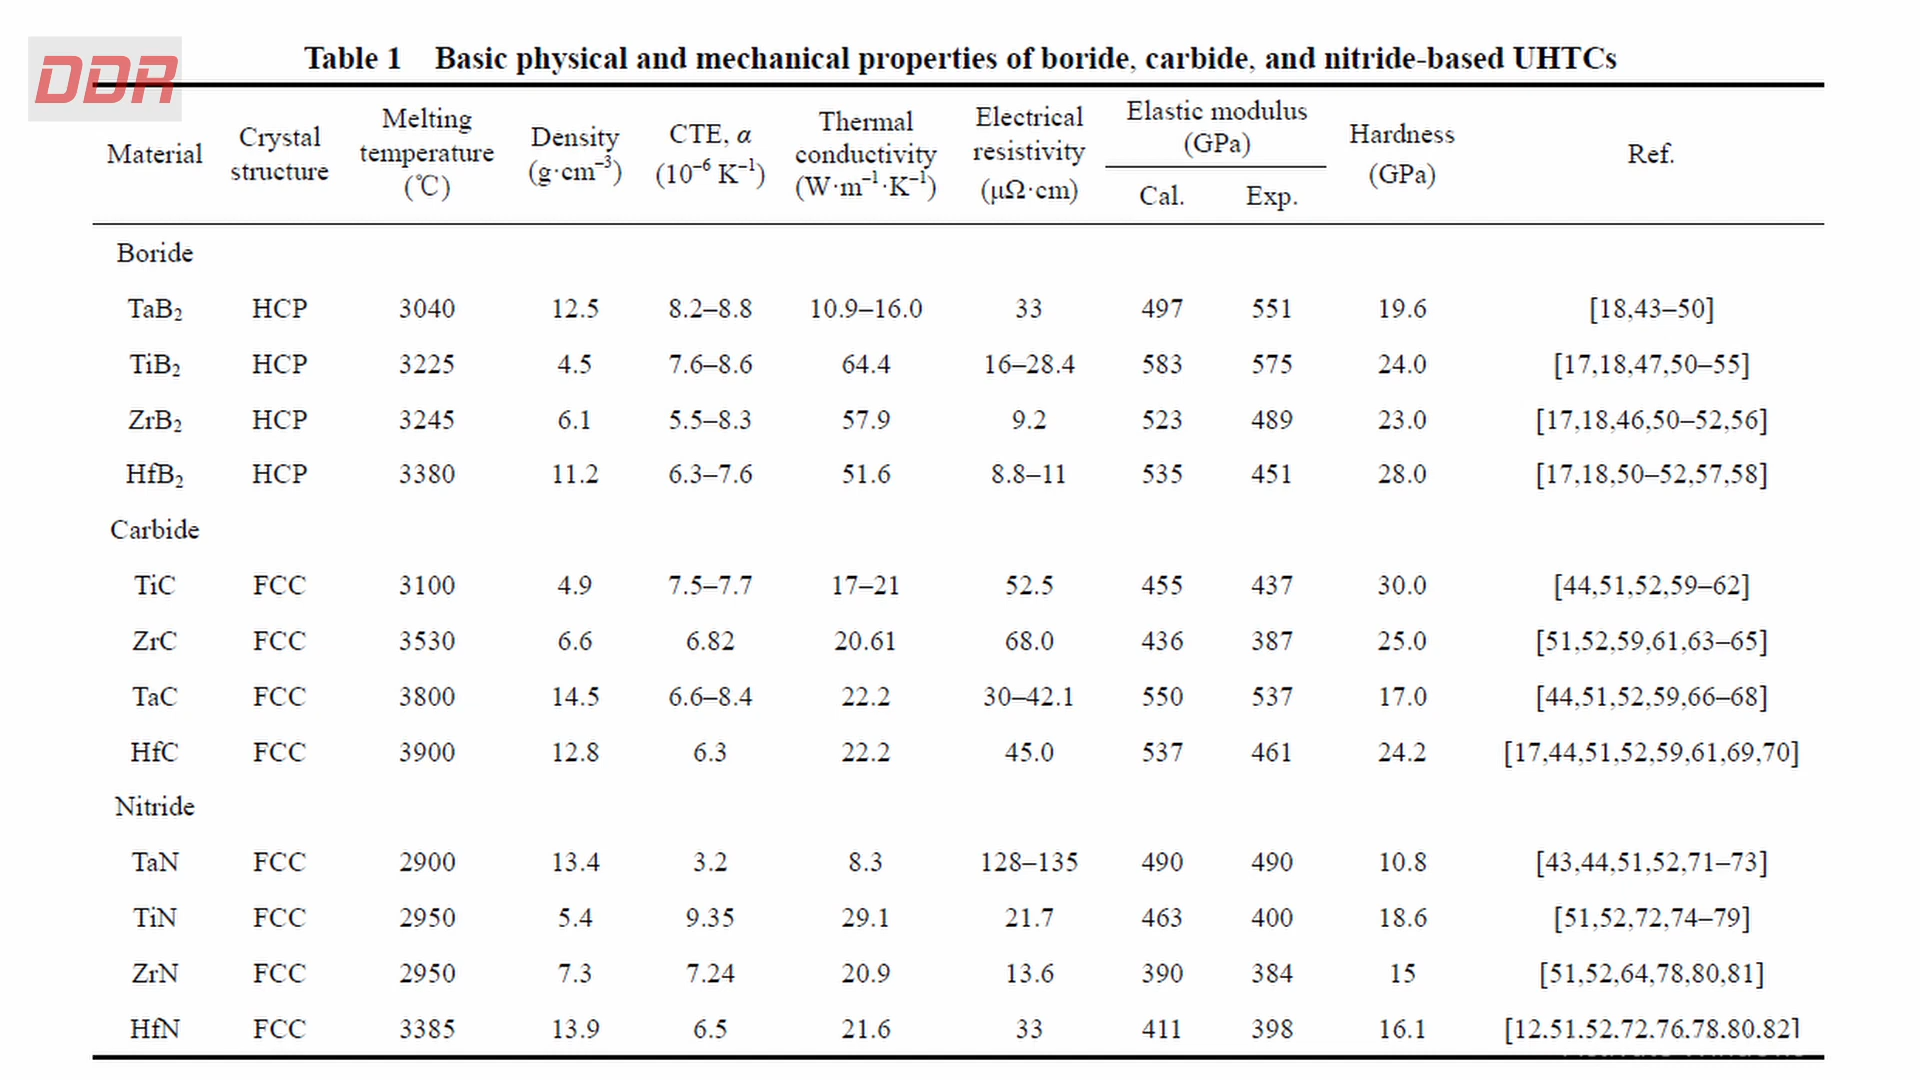 DDR
Table 1 Basic physical and mechanical properties of boride, carbide, and nitride-based UHTCs
Material Crystal structure Melting temperature (℃) Density (g·cm⁻³) CTE, α (10⁻⁶ K⁻¹) Thermal conductivity (W·m⁻¹·K⁻¹) Electrical resistivity (μΩ·cm) Elastic modulus (GPa) Cal. Exp. Hardness (GPa) Ref.
Boride
TaB₂ HCP 3040 12.5 8.2–8.8 10.9–16.0 33 497 551 19.6 [18,43–50]
TiB₂ HCP 3225 4.5 7.6–8.6 64.4 16–28.4 583 575 24.0 [17,18,47,50–55]
ZrB₂ HCP 3245 6.1 5.5–8.3 57.9 9.2 523 489 23.0 [17,18,46,50–52,56]
HfB₂ HCP 3380 11.2 6.3–7.6 51.6 8.8–11 535 451 28.0 [17,18,50–52,57,58]
Carbide
TiC FCC 3100 4.9 7.5–7.7 17–21 52.5 455 437 30.0 [44,51,52,59–62]
ZrC FCC 3530 6.6 6.82 20.61 68.0 436 387 25.0 [51,52,59,61,63–65]
TaC FCC 3800 14.5 6.6–8.4 22.2 30–42.1 550 537 17.0 [44,51,52,59,66–68]
HfC FCC 3900 12.8 6.3 22.2 45.0 537 461 24.2 [17,44,51,52,59,61,69,70]
Nitride
TaN FCC 2900 13.4 3.2 8.3 128–135 490 490 10.8 [43,44,51,52,71–73]
TiN FCC 2950 5.4 9.35 29.1 21.7 463 400 18.6 [51,52,72,74–79]
ZrN FCC 2950 7.3 7.24 20.9 13.6 390 384 15 [51,52,64,78,80,81]
HfN FCC 3385 13.9 6.5 21.6 33 411 398 16.1 [12,51,52,72,76,78,80,82]